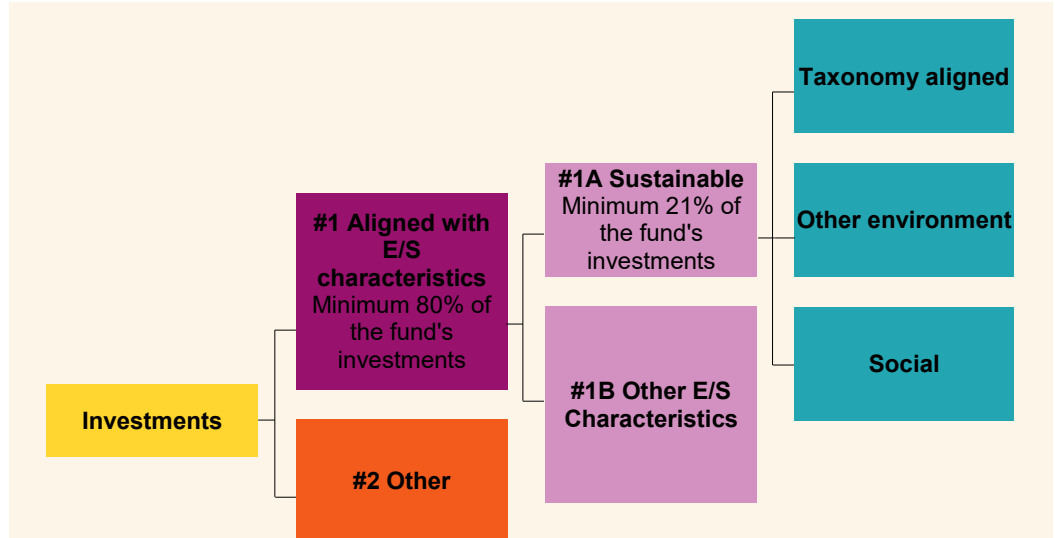 Investments
#1 Aligned with
E/S
characteristics
Minimum 80% of
the fund's
investments
#2 Other
#1A Sustainable
Minimum 21% of
the fund's
investments
#1B Other E/S
Characteristics
Taxonomy aligned
Other environment
Social